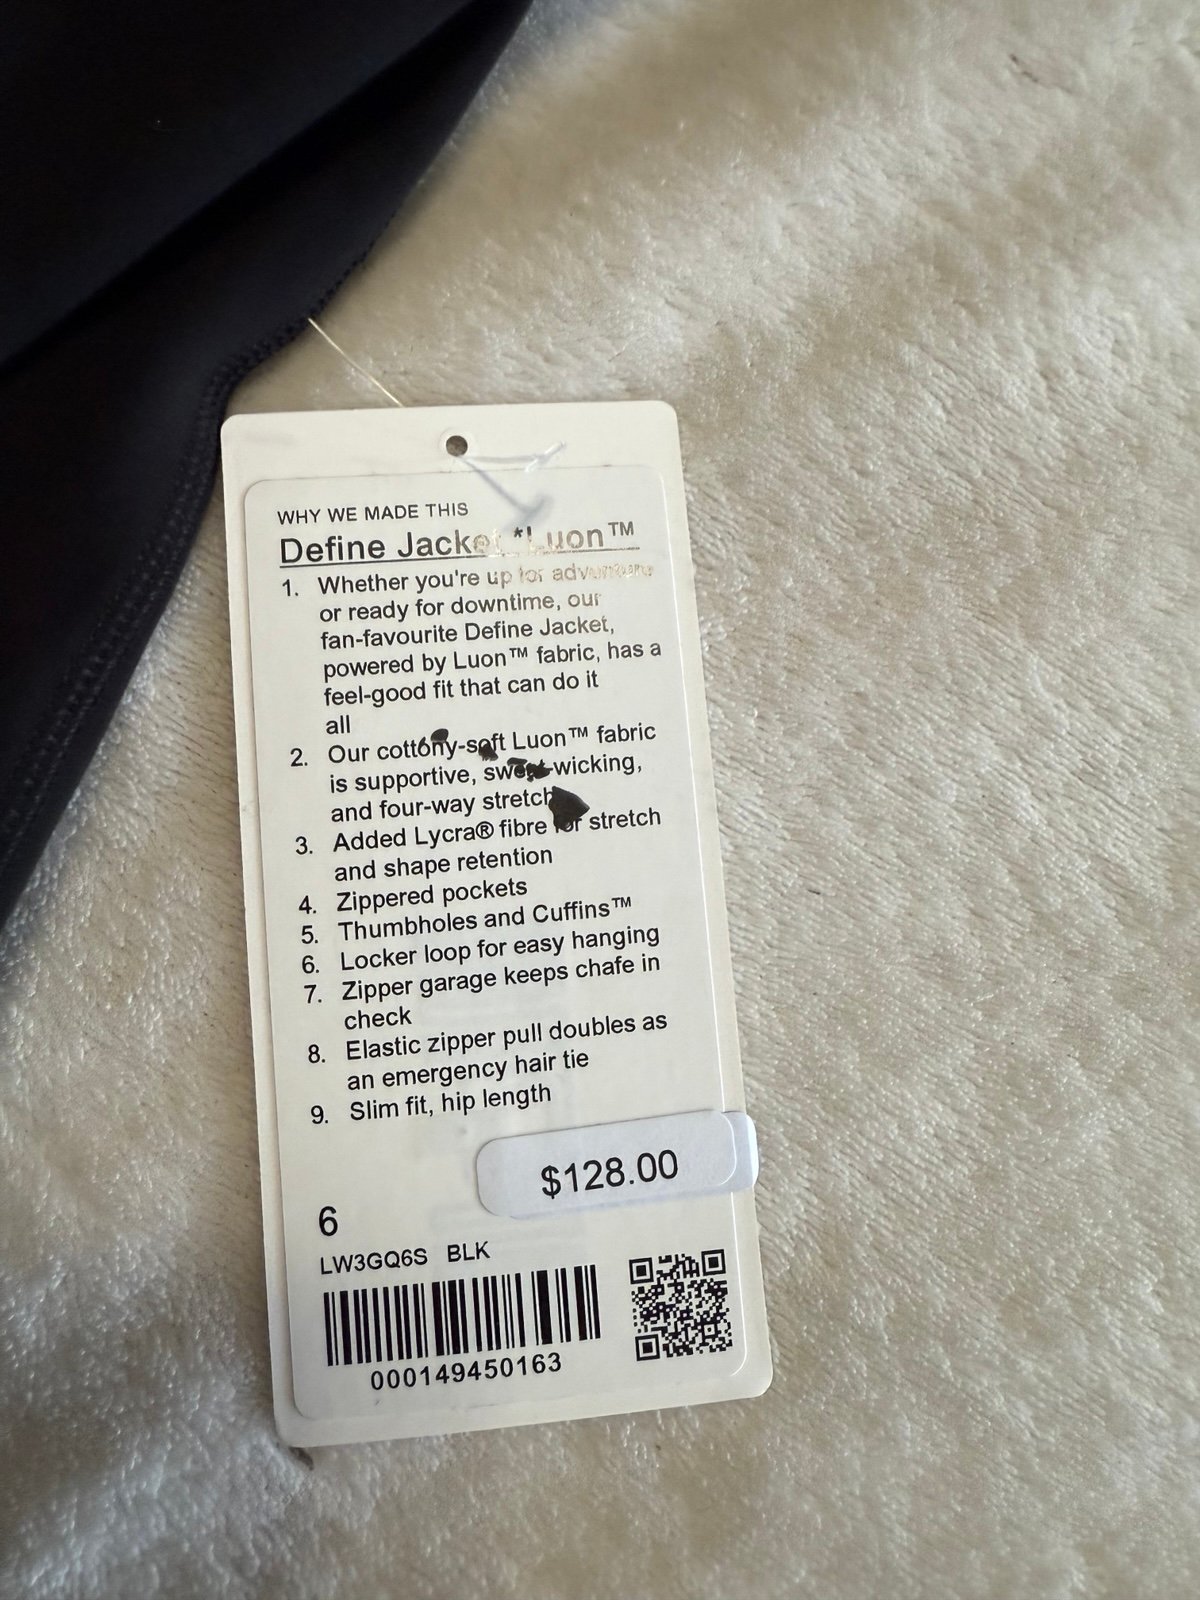 WHY WE MADE THIS
Define Jacket *Luon™
1. Whether you're up for adventure
or ready for downtime, our
fan-favourite Define Jacket,
powered by Luon™ fabric, has a
feel-good fit that can do it
all
2. Our cottony-soft Luon™ fabric
is supportive, sweat-wicking,
and four-way stretch
3. Added Lycra® fibre for stretch
and shape retention
4. Zippered pockets
5. Thumbholes and Cuffins™
6. Locker loop for easy hanging
7. Zipper garage keeps chafe in
check
8. Elastic zipper pull doubles as
an emergency hair tie
9. Slim fit, hip length
$128.00
6
LW3GQ6S BLK
000149450163